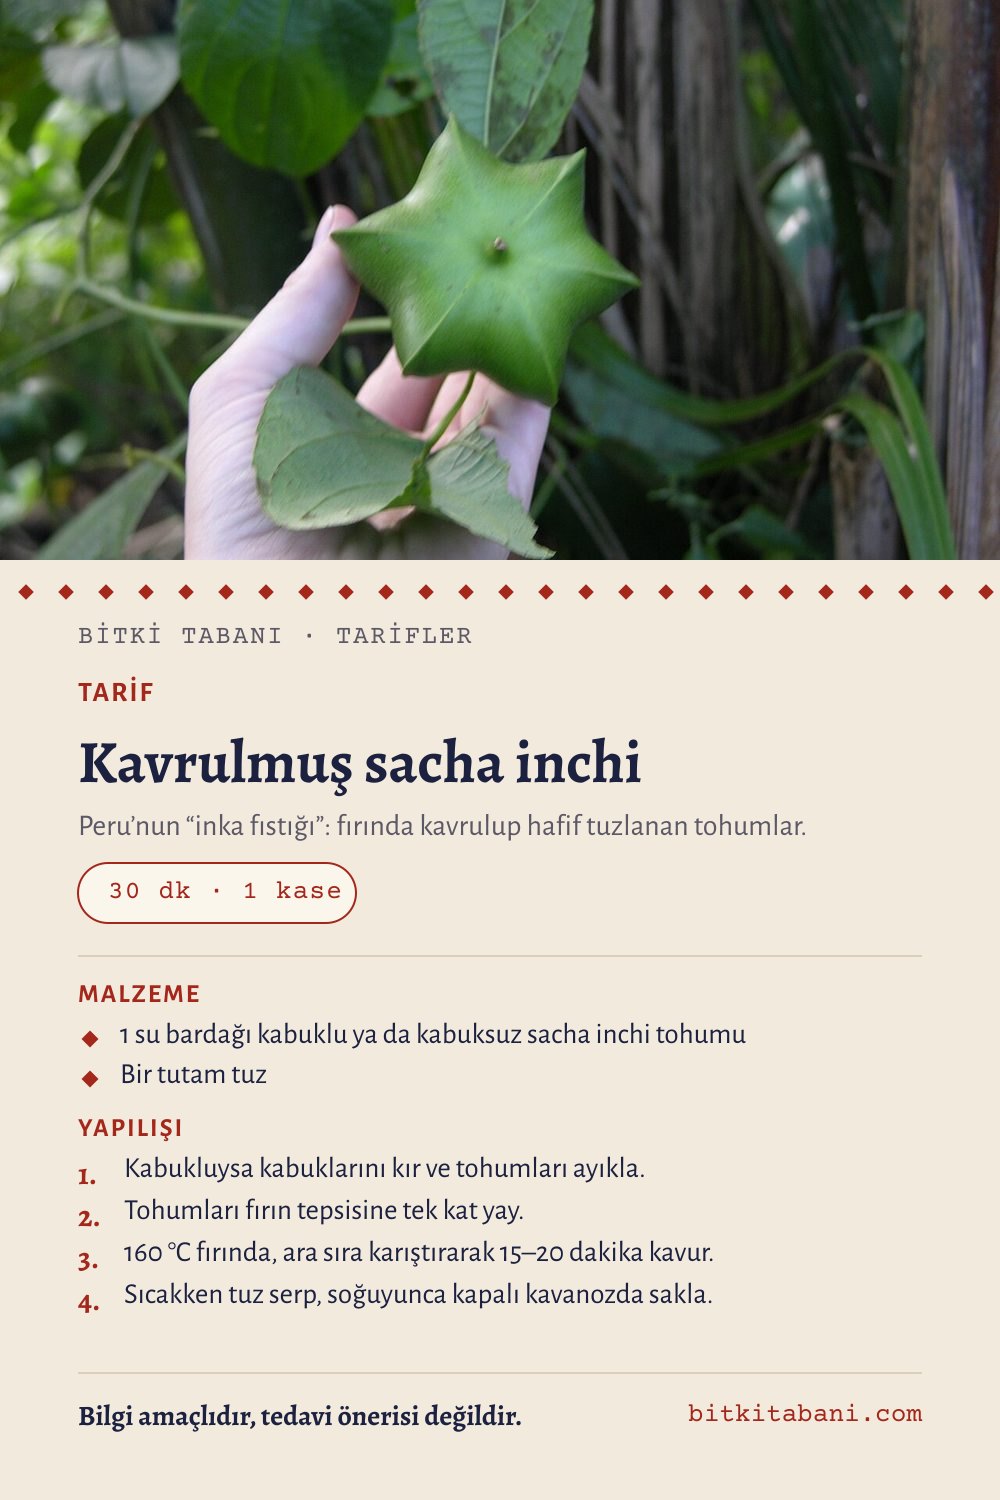 BİTKİ TABANI · TARİFLER
TARİF
Kavrulmuş sacha inchi
Peru’nun “inka fıstığı”: fırında kavrulup hafif tuzlanan tohumlar.
30 dk · 1 kase
MALZEME
◆ 1 su bardağı kabuklu ya da kabuksuz sacha inchi tohumu
◆ Bir tutam tuz
YAPILIŞI
1. Kabukluysa kabuklarını kır ve tohumları ayıkla.
2. Tohumları fırın tepsisine tek kat yay.
3. 160 °C fırında, ara sıra karıştırarak 15–20 dakika kavur.
4. Sıcakken tuz serp, soğuyunca kapalı kavanozda sakla.
Bilgi amaçlıdır, tedavi önerisi değildir.
bitkitabani.com